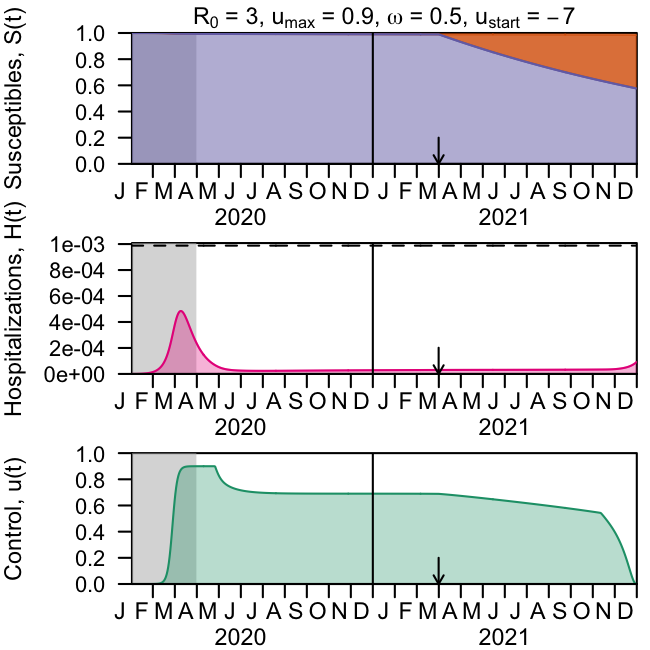 R₀ = 3, uₘₐₓ = 0.9, ω = 0.5, u_start = −7
Susceptibles, S(t)
1.0
0.8
0.6
0.4
0.2
0.0
J F M A M J J A S O N D J F M A M J J A S O N D
2020 2021
Hospitalizations, H(t)
1e-03
8e-04
6e-04
4e-04
2e-04
0e+00
J F M A M J J A S O N D J F M A M J J A S O N D
2020 2021
Control, u(t)
1.0
0.8
0.6
0.4
0.2
0.0
J F M A M J J A S O N D J F M A M J J A S O N D
2020 2021